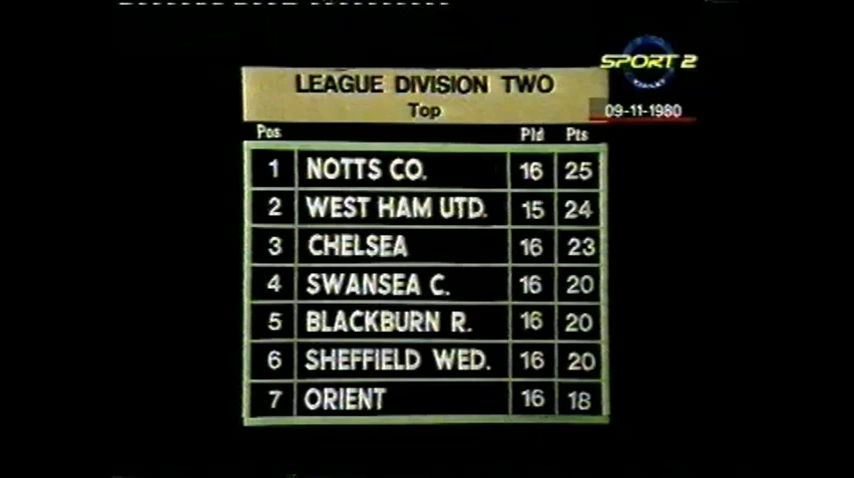 SPORT 2
LEAGUE DIVISION TWO
Top
09-11-1980
Pos Pld Pts
1 NOTTS CO. 16 25
2 WEST HAM UTD. 15 24
3 CHELSEA 16 23
4 SWANSEA C. 16 20
5 BLACKBURN R. 16 20
6 SHEFFIELD WED. 16 20
7 ORIENT 16 18